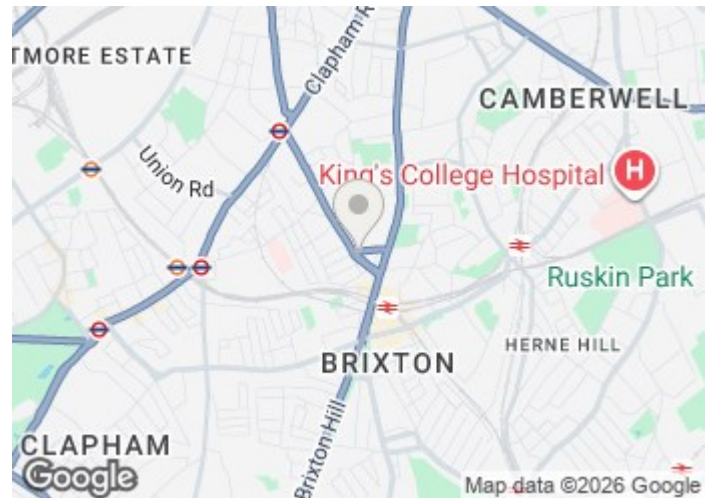 TMORE ESTATE
Clapham R
CAMBERWELL
Union Rd
King's College Hospital
H
Ruskin Park
BRIXTON
HERNE HILL
Brixton Hill
CLAPHAM
Google
Map data ©2026 Google